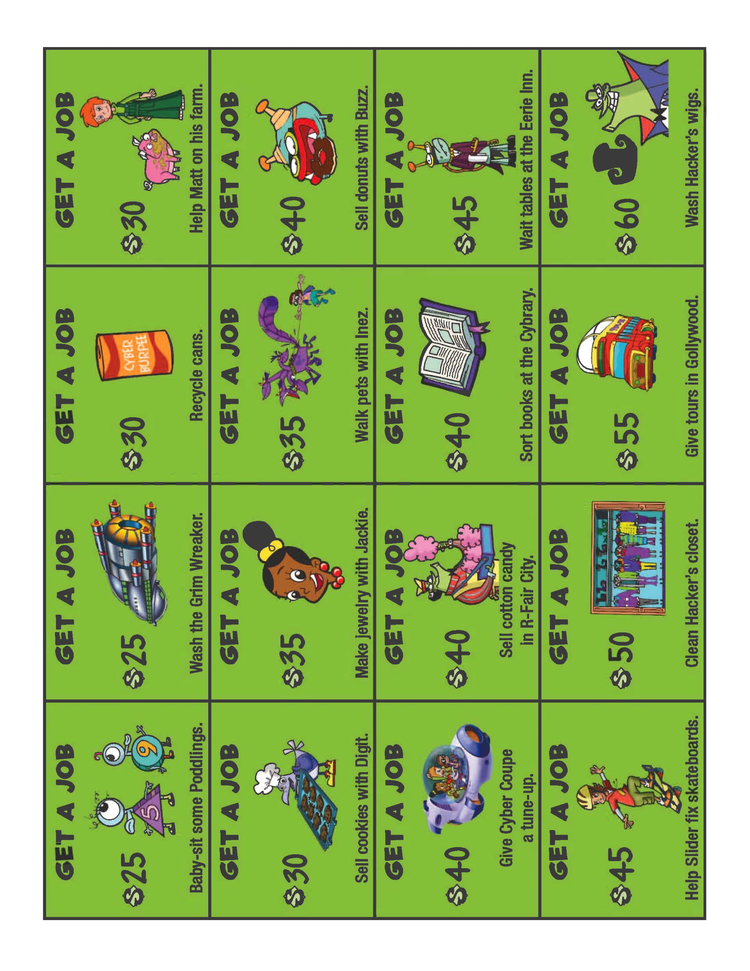 GET A JOB
$25
5
9
Baby-sit some Poddlings.
GET A JOB
$25
Wash the Grim Wreaker.
GET A JOB
$30
CYBER
BURPEE
Recycle cans.
GET A JOB
$30
Help Matt on his farm.
GET A JOB
$30
Sell cookies with Digit.
GET A JOB
$35
Make jewelry with Jackie.
GET A JOB
$35
Walk pets with Inez.
GET A JOB
$40
Sell donuts with Buzz.
GET A JOB
$40
Give Cyber Coupe
a tune-up.
GET A JOB
$40
Sell cotton candy
in R-Fair City.
GET A JOB
$40
Sort books at the Cybrary.
GET A JOB
$45
Wait tables at the Eerie Inn.
GET A JOB
$45
Help Slider fix skateboards.
GET A JOB
$50
Clean Hacker's closet.
GET A JOB
$55
Give tours in Gollywood.
GET A JOB
$60
Wash Hacker's wigs.